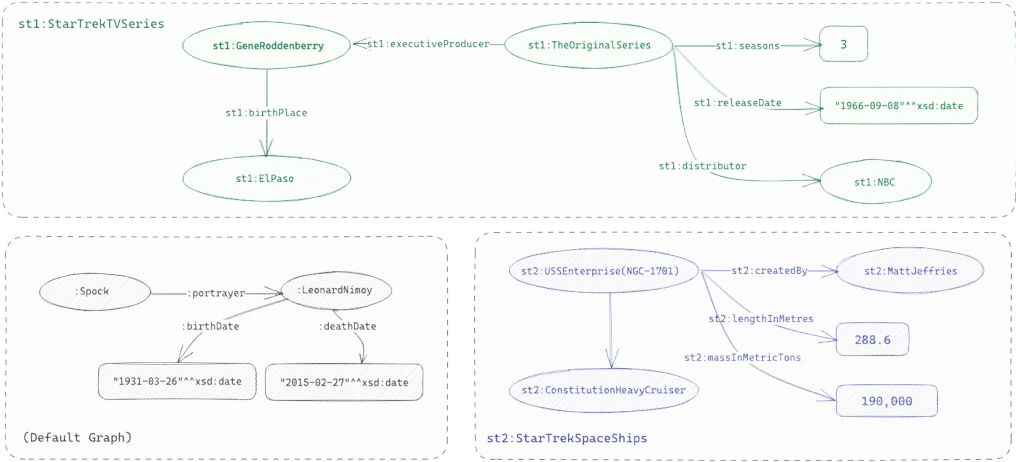 st1:StarTrekTVSeries
st1:GeneRoddenberry
st1:executiveProducer
st1:TheOriginalSeries
st1:seasons
3
st1:releaseDate
"1966-09-08"^^xsd:date
st1:birthPlace
st1:distributor
st1:ElPaso
st1:NBC
:Spock
:portrayer
:LeonardNimoy
:birthDate
:deathDate
"1931-03-26"^^xsd:date
"2015-02-27"^^xsd:date
(Default Graph)
st2:USSEnterprise(NGC-1701)
st2:createdBy
st2:MattJeffries
st2:lengthInMetres
288.6
st2:massInMetricTons
st2:ConstitutionHeavyCruiser
190,000
st2:StarTrekSpaceShips